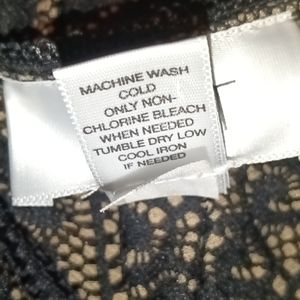 MACHINE WASH
COLD
ONLY NON-
CHLORINE BLEACH
WHEN NEEDED
TUMBLE DRY LOW
COOL IRON
IF NEEDED